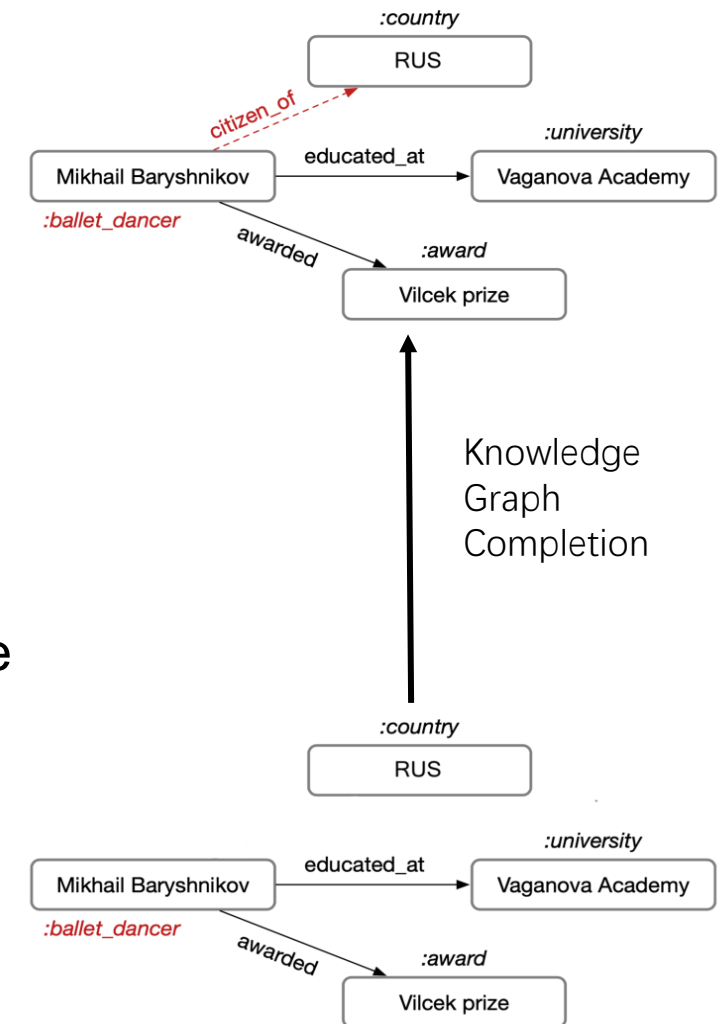 :country
RUS
citizen_of
:university
educated_at
Mikhail Baryshnikov
Vaganova Academy
:ballet_dancer
awarded
:award
Vilcek prize
Knowledge
Graph
Completion
e
:country
RUS
:university
educated_at
Mikhail Baryshnikov
Vaganova Academy
:ballet_dancer
awarded
:award
Vilcek prize